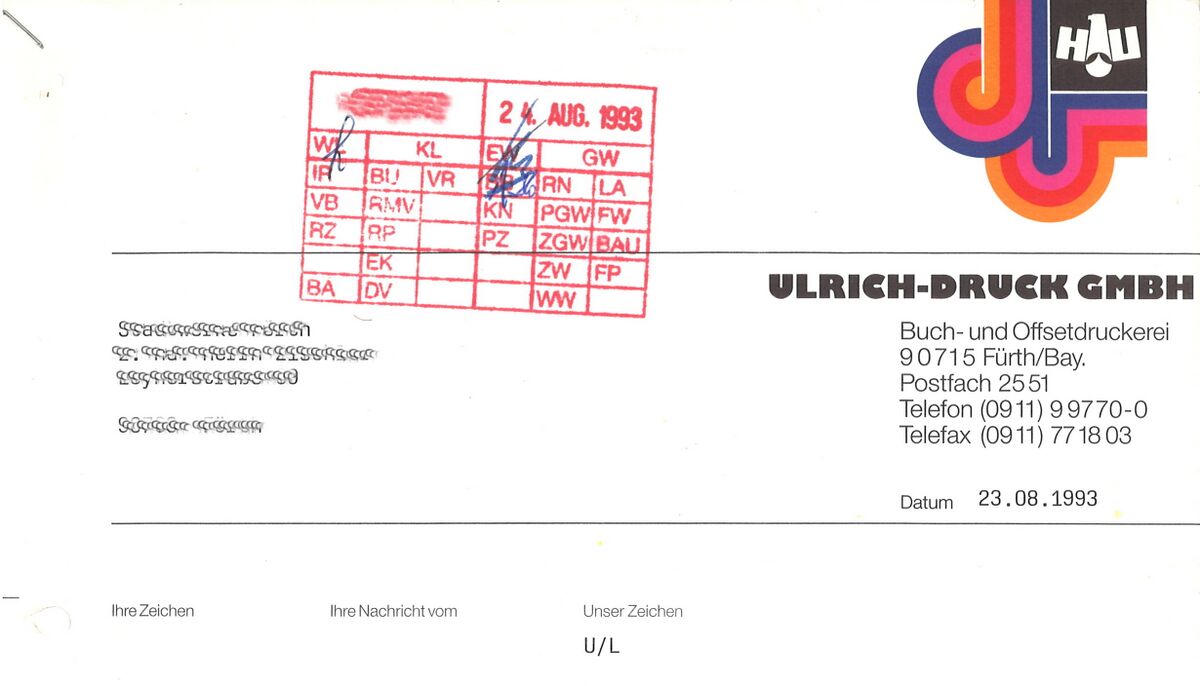 HU
24. AUG. 1993
KL EW GW
IR BU VR RN LA
VB RMV KN PGW FW
RZ RP PZ ZGW BAU
EK ZW FP
BA DV WW
ULRICH-DRUCK GMBH
Buch- und Offsetdruckerei
90715 Fürth/Bay.
Postfach 2551
Telefon (0911) 99770-0
Telefax (0911) 771803
Datum 23.08.1993
Ihre Zeichen Ihre Nachricht vom Unser Zeichen
U/L